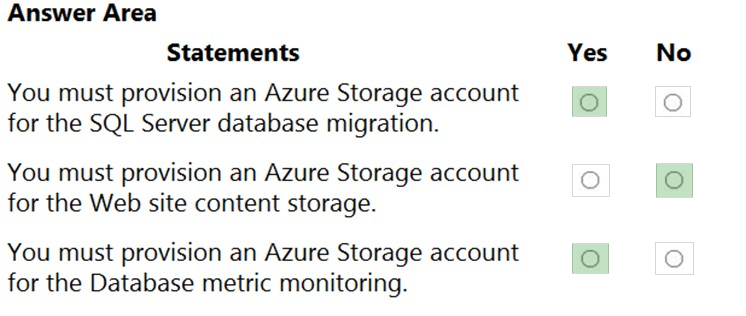 Answer Area
Statements Yes No
You must provision an Azure Storage account
for the SQL Server database migration.
You must provision an Azure Storage account
for the Web site content storage.
You must provision an Azure Storage account
for the Database metric monitoring.